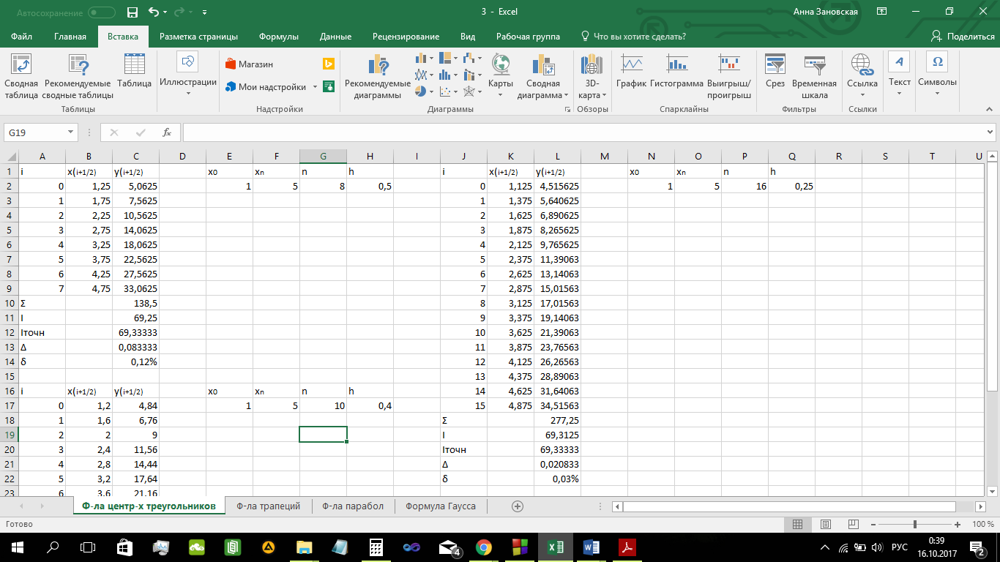 Автосохранение
3 - Excel
Анна Зановская
Файл Главная Вставка Разметка страницы Формулы Данные Рецензирование Вид Рабочая группа Что вы хотите сделать? Поделиться
Сводная таблица
Рекомендуемые сводные таблицы
Таблица
Таблицы
Иллюстрации
Магазин
Мои надстройки
Надстройки
Рекомендуемые диаграммы
Карты
Сводная диаграмма
Диаграммы
3D-карта
Обзоры
График Гистограмма Выигрыш/проигрыш
Спарклайны
Срез Временная шкала
Фильтры
Ссылка
Ссылки
Текст
Символы
G19 fx
A B C D E F G H I J K L M N O P Q R S T U
1 i x(i+1/2) y(i+1/2) x0 xn n h i x(i+1/2) y(i+1/2) x0 xn n h
2 0 1,25 5,0625 1 5 8 0,5 0 1,125 4,515625 1 5 16 0,25
3 1 1,75 7,5625 1 1,375 5,640625
4 2 2,25 10,5625 2 1,625 6,890625
5 3 2,75 14,0625 3 1,875 8,265625
6 4 3,25 18,0625 4 2,125 9,765625
7 5 3,75 22,5625 5 2,375 11,39063
8 6 4,25 27,5625 6 2,625 13,14063
9 7 4,75 33,0625 7 2,875 15,01563
10 Σ 138,5 8 3,125 17,01563
11 I 69,25 9 3,375 19,14063
12 Iточн 69,33333 10 3,625 21,39063
13 Δ 0,083333 11 3,875 23,76563
14 δ 0,12% 12 4,125 26,26563
15 13 4,375 28,89063
16 i x(i+1/2) y(i+1/2) x0 xn n h 14 4,625 31,64063
17 0 1,2 4,84 1 5 10 0,4 15 4,875 34,51563
18 1 1,6 6,76 Σ 277,25
19 2 2 9 I 69,3125
20 3 2,4 11,56 Iточн 69,33333
21 4 2,8 14,44 Δ 0,020833
22 5 3,2 17,64 δ 0,03%
23 6 3,6 21,16
Ф-ла центр-х треугольников Ф-ла трапеций Ф-ла парабол Формула Гаусса
Готово
100 %
4
РУС
0:39
16.10.2017
2